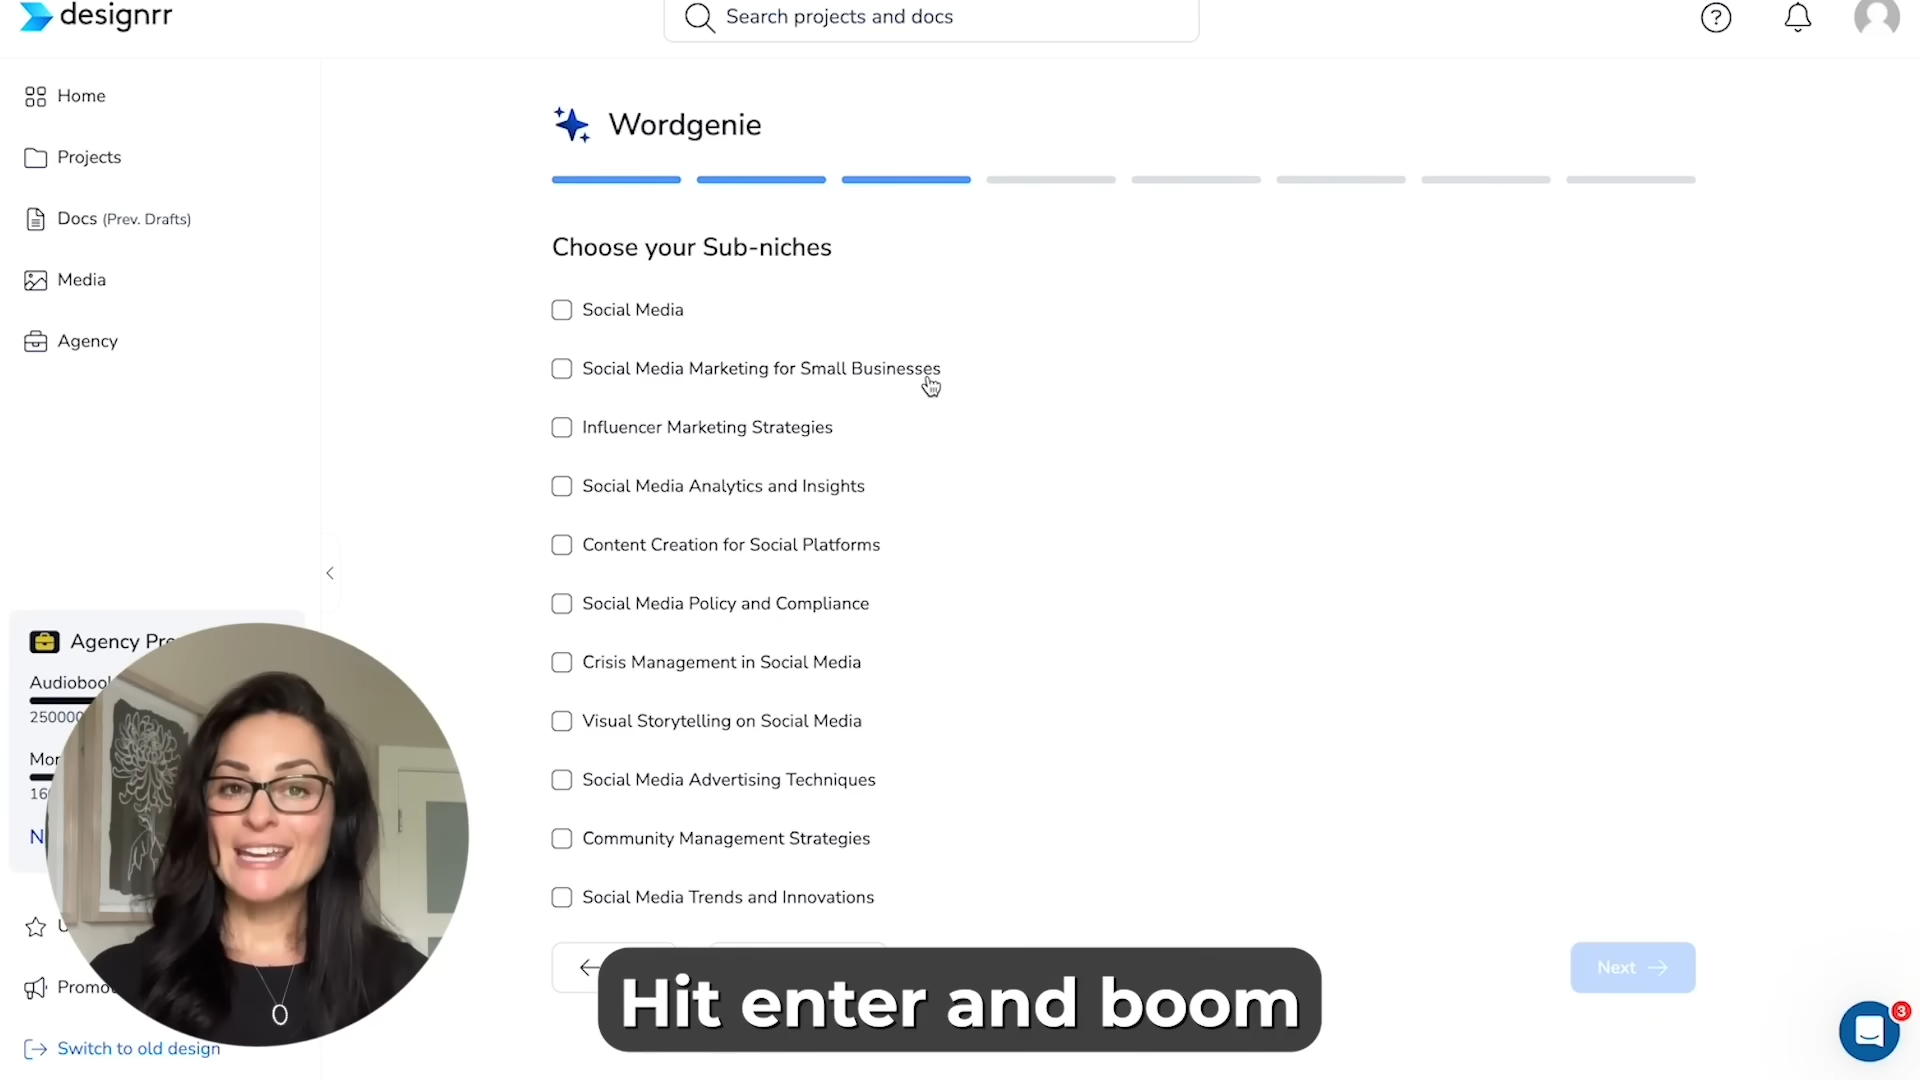 designrr
Search projects and docs
Home
Projects
Docs (Prev. Drafts)
Media
Agency
Wordgenie
Choose your Sub-niches
Social Media
Social Media Marketing for Small Businesses
Influencer Marketing Strategies
Social Media Analytics and Insights
Content Creation for Social Platforms
Social Media Policy and Compliance
Crisis Management in Social Media
Visual Storytelling on Social Media
Social Media Advertising Techniques
Community Management Strategies
Social Media Trends and Innovations
Agency
Next
Hit enter and boom
3
Switch to old design